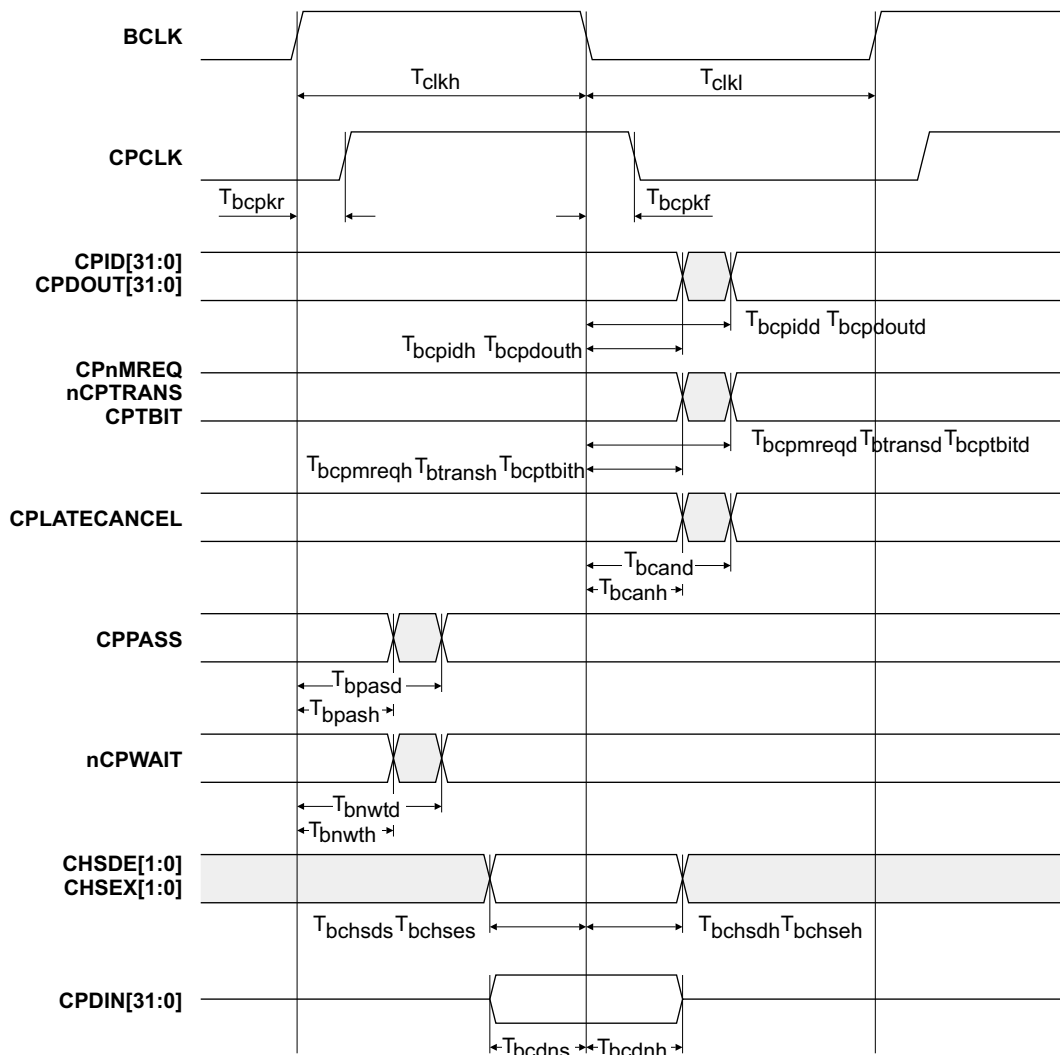 BCLK
Tclkh Tclkl
CPCLK
Tbcpkr Tbcpkf
CPID[31:0]
CPDOUT[31:0]
Tbcpidd Tbcpdoutd
Tbcpidh Tbcpdouth
CPnMREQ
nCPTRANS
CPTBIT
Tbcpmreqd Tbtransd Tbcptbitd
Tbcpmreqh Tbtransh Tbcptbith
CPLATECANCEL
Tbcand
Tbcanh
CPPASS
Tbpasd
Tbpash
nCPWAIT
Tbnwtd
Tbnwth
CHSDE[1:0]
CHSEX[1:0]
Tbchsds Tbchses Tbchsdh Tbchseh
CPDIN[31:0]
Tbcdns Tbcdnh